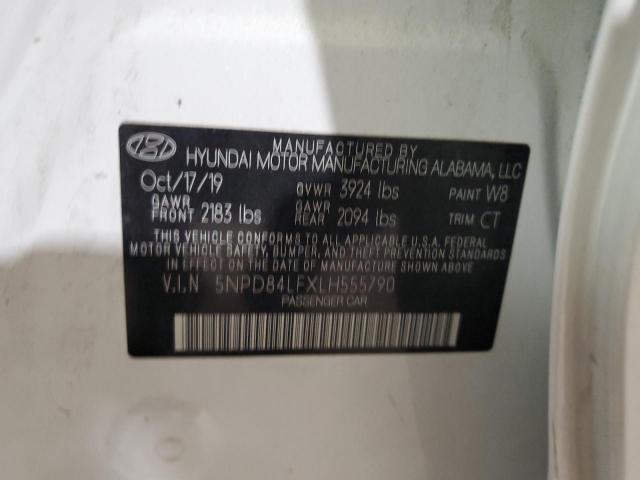 MANUFACTURED BY
HYUNDAI MOTOR MANUFACTURING ALABAMA, LLC
Oct/17/19 GVWR 3924 lbs PAINT W8
GAWR FRONT 2183 lbs GAWR REAR 2094 lbs TRIM CT
THIS VEHICLE CONFORMS TO ALL APPLICABLE U.S.A. FEDERAL
MOTOR VEHICLE SAFETY, BUMPER, AND THEFT PREVENTION
STANDARDS IN EFFECT ON THE DATE OF MANUFACTURE SHOWN ABOVE.
V.I.N 5NPD84LFXLH555790
PASSENGER CAR